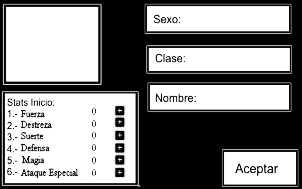 Sexo:
Clase:
Nombre:
Stats Inicio:
1.- Fuerza 0 +
2.- Destreza 0 +
3.- Suerte 0 +
4.- Defensa 0 +
5.- Magia 0 +
6.- Ataque Especial 0 +
Aceptar